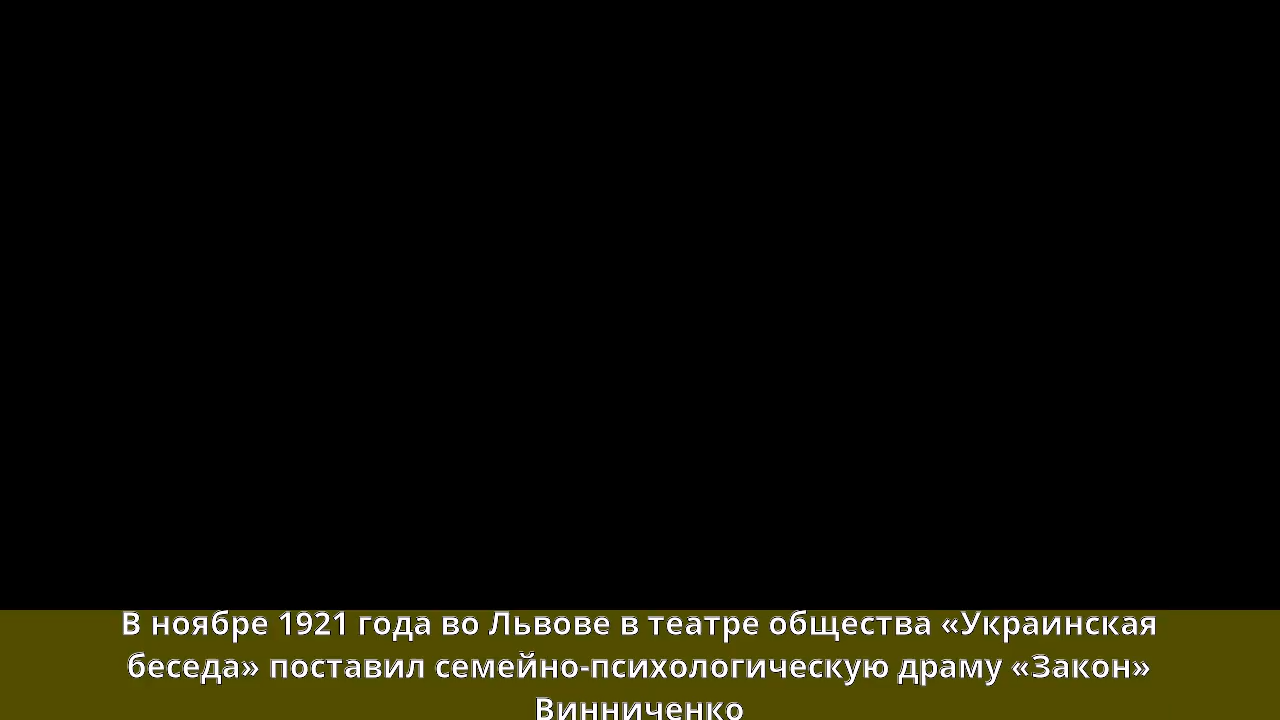 В ноябре 1921 года во Львове в театре общества «Украинская
беседа» поставил семейно-психологическую драму «Закон»
Винниченко